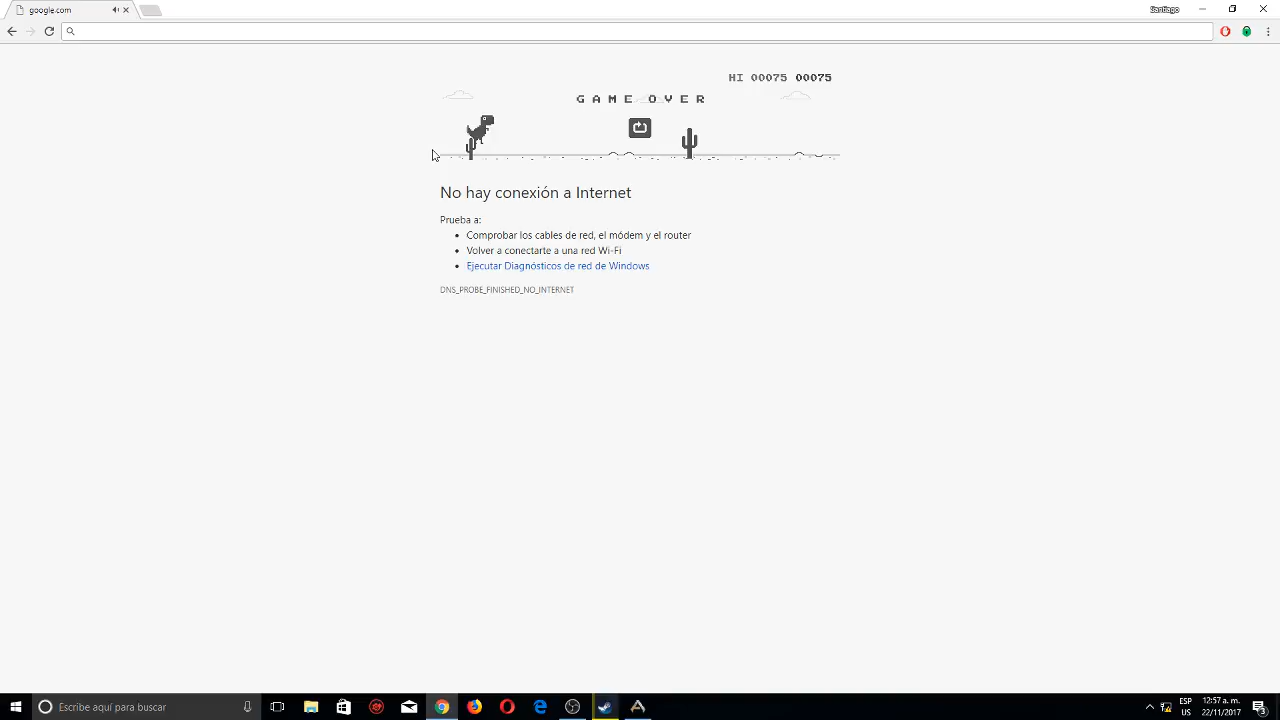 google.com
Santiago
HI 00075 00075
GAME OVER
No hay conexión a Internet
Prueba a:
Comprobar los cables de red, el módem y el router
Volver a conectarte a una red Wi-Fi
Ejecutar Diagnósticos de red de Windows
DNS_PROBE_FINISHED_NO_INTERNET
Escribe aquí para buscar
ESP
US
12:57 a. m.
22/11/2017
3